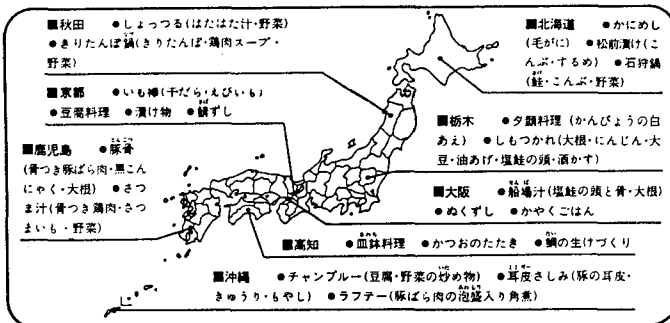 ■秋田 ●しょっつる(はたはた汁・野菜)
●きりたんぽ鍋(きりたんぽ・鶏肉スープ・
野菜)
■京都 ●いも棒(干だら・えびいも)
●豆腐料理 ●漬け物 ●鯖ずし
■鹿児島 ●豚骨
(骨つき豚ばら肉・黒こん
にゃく・大根) ●さつ
ま汁(骨つき鶏肉・さつ
まいも・野菜)
■北海道 ●かにめし
(毛がに) ●松前漬け(こ
んぶ・するめ) ●石狩鍋
(鮭・こんぶ・野菜)
■栃木 ●夕顔料理(かんぴょうの白
あえ) ●しもつかれ(大根・にんじん・大
豆・油あげ・塩鮭の頭・酒かす)
■大阪 ●船場汁(塩鮭の頭と骨・大根)
●ぬくずし ●かやくごはん
■高知 ●皿鉢料理 ●かつおのたたき ●鯛の生けづくり
■沖縄 ●チャンプルー(豆腐・野菜の炒め物) ●耳皮さしみ(豚の耳皮・
きゅうり・もやし) ●ラフテー(豚ばら肉の泡盛入り角煮)